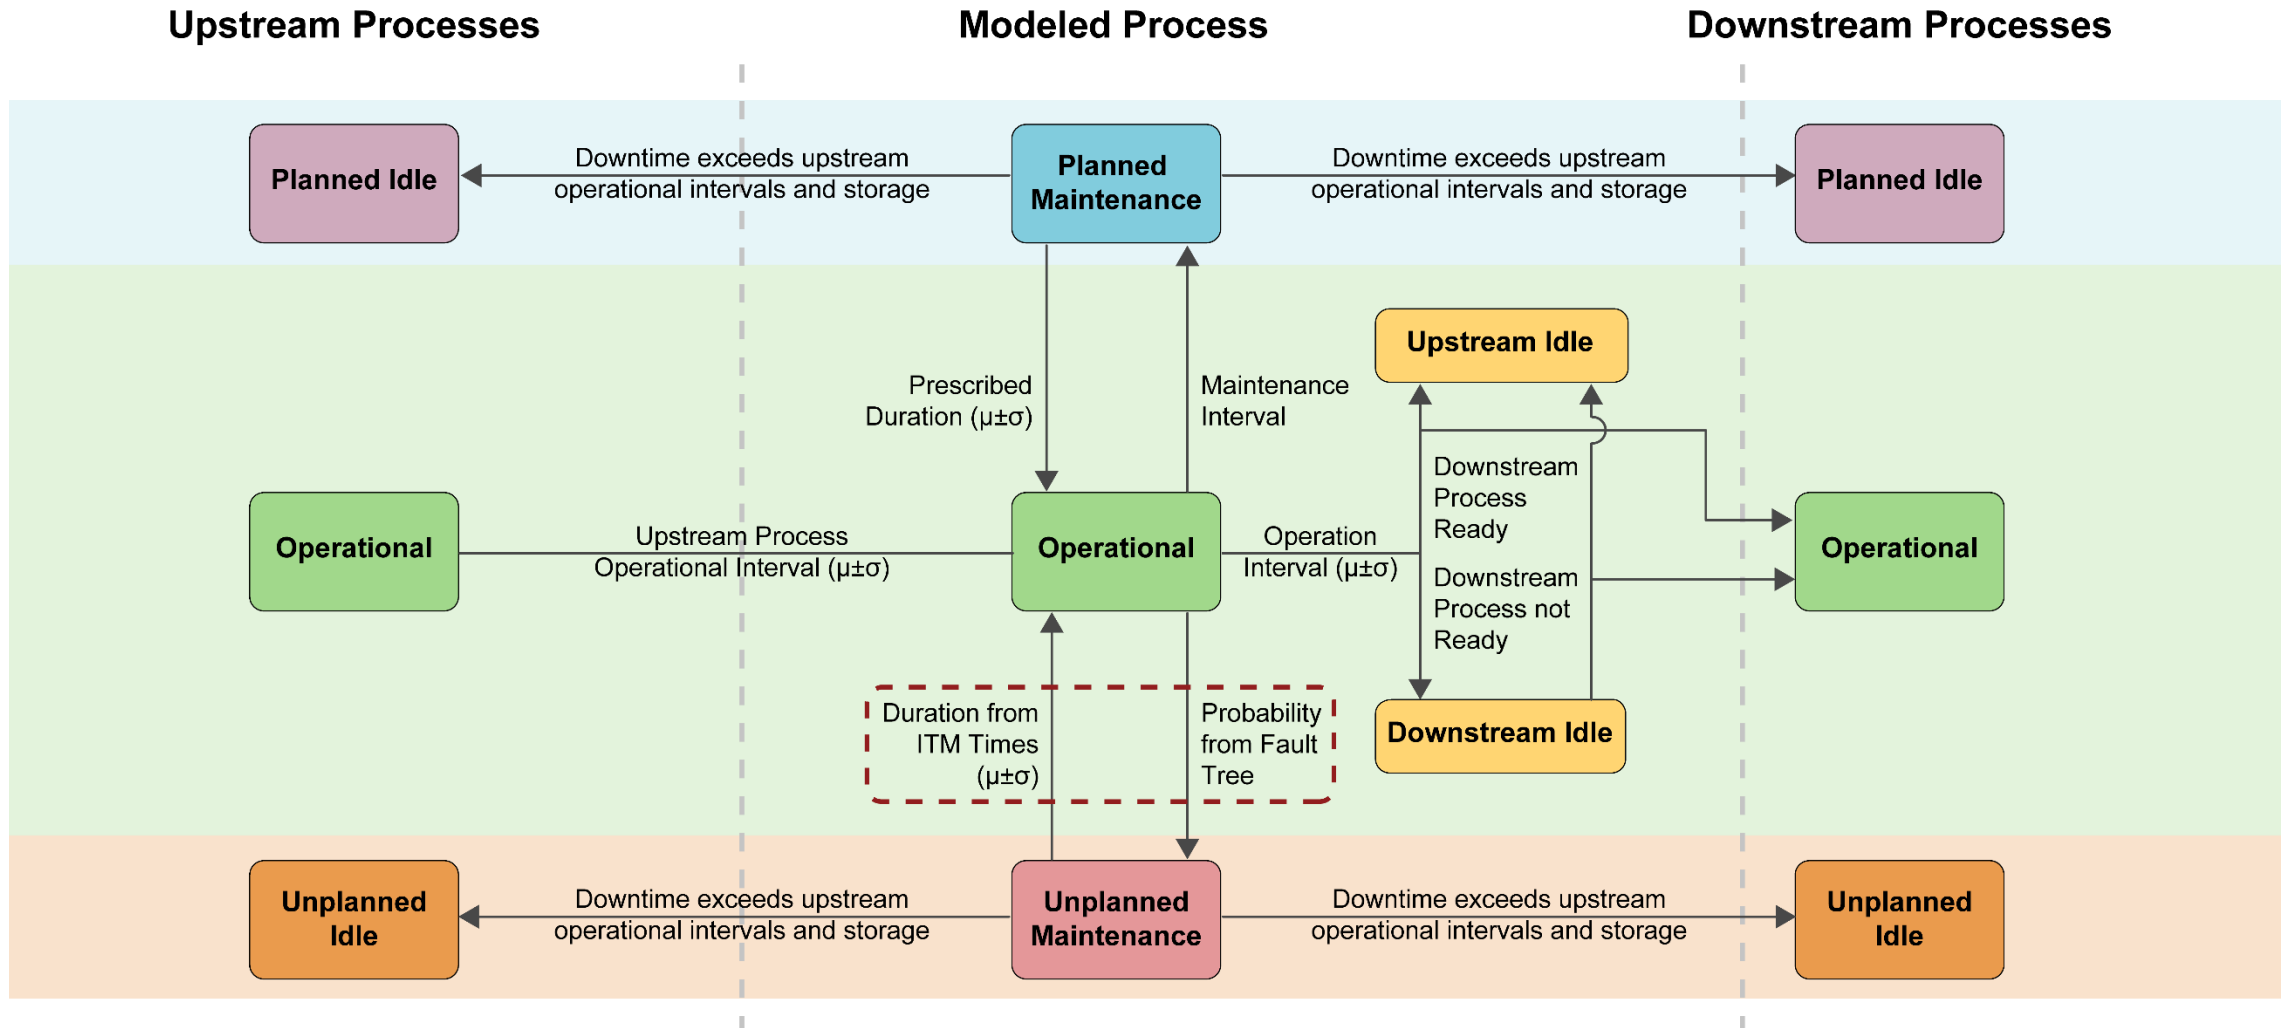 Upstream Processes
Modeled Process
Downstream Processes
Planned Idle
Downtime exceeds upstream
operational intervals and storage
Planned
Maintenance
Downtime exceeds upstream
operational intervals and storage
Planned Idle
Upstream Idle
Prescribed
Duration (µ±σ)
Maintenance
Interval
Downstream
Process
Ready
Operational
Upstream Process
Operational Interval (µ±σ)
Operational
Operation
Interval (µ±σ)
Operational
Downstream
Process not
Ready
Duration from
ITM Times
(µ±σ)
Probability
from Fault
Tree
Downstream Idle
Unplanned
Idle
Downtime exceeds upstream
operational intervals and storage
Unplanned
Maintenance
Downtime exceeds upstream
operational intervals and storage
Unplanned
Idle